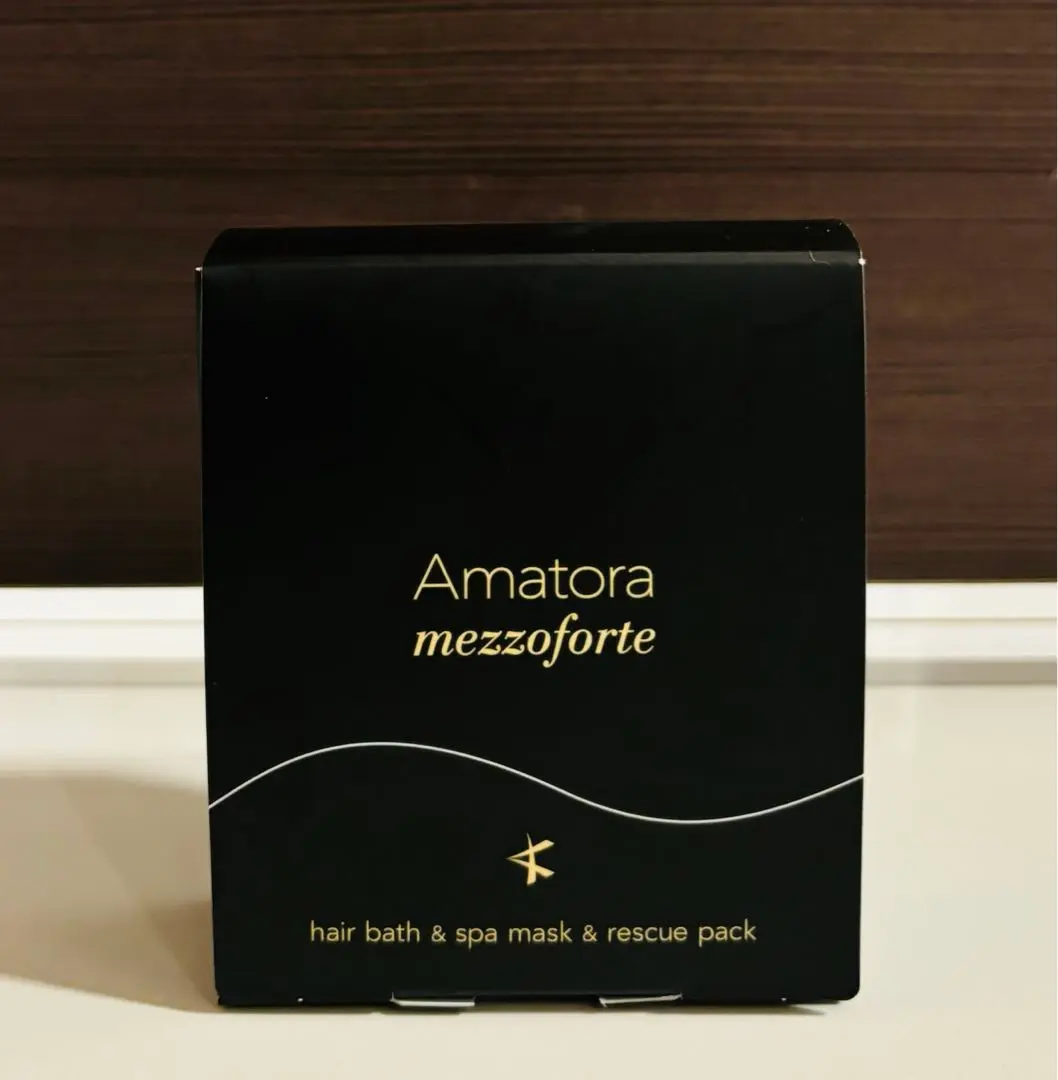 Amatora
mezzoforte
hair bath & spa mask & rescue pack